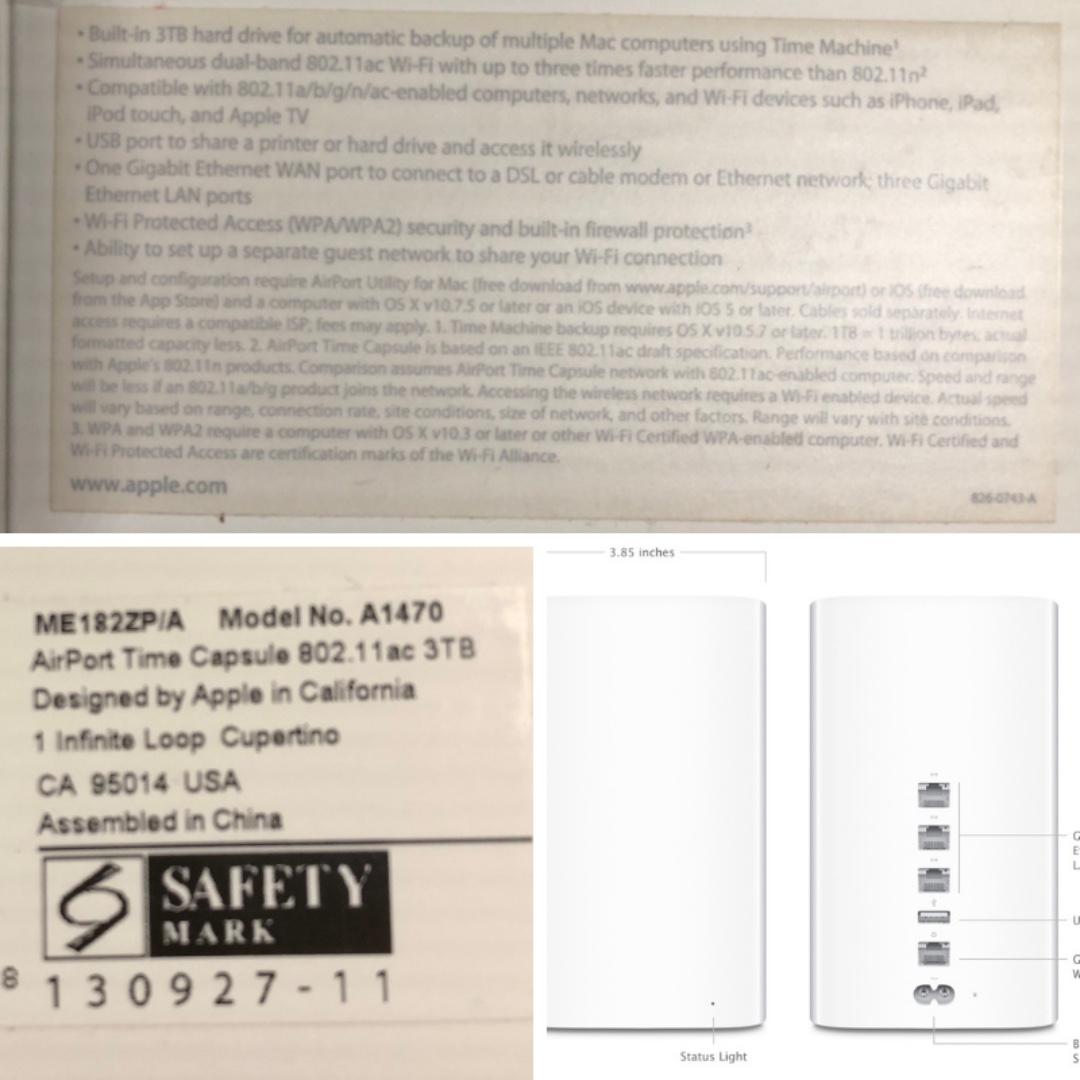 • Built-in 3TB hard drive for automatic backup of multiple Mac computers using Time Machine¹
• Simultaneous dual-band 802.11ac Wi-Fi with up to three times faster performance than 802.11n²
• Compatible with 802.11a/b/g/n/ac-enabled computers, networks, and Wi-Fi devices such as iPhone, iPad,
iPod touch, and Apple TV
• USB port to share a printer or hard drive and access it wirelessly
• One Gigabit Ethernet WAN port to connect to a DSL or cable modem or Ethernet network; three Gigabit
Ethernet LAN ports
• Wi-Fi Protected Access (WPA/WPA2) security and built-in firewall protection³
• Ability to set up a separate guest network to share your Wi-Fi connection
Setup and configuration require AirPort Utility for Mac (free download from www.apple.com/support/airport) or iOS (free download
from the App Store) and a computer with OS X v10.7.5 or later or an iOS device with iOS 5 or later. Cables sold separately. Internet
access requires a compatible ISP; fees may apply. 1. Time Machine backup requires OS X v10.5.7 or later. 1TB = 1 trillion bytes; actual
formatted capacity less. 2. AirPort Time Capsule is based on an IEEE 802.11ac draft specification. Performance based on comparison
with Apple's 802.11n products. Comparison assumes AirPort Time Capsule network with 802.11ac-enabled computer. Speed and range
will be less if an 802.11a/b/g product joins the network. Accessing the wireless network requires a Wi-Fi enabled device. Actual speed
will vary based on range, connection rate, site conditions, size of network, and other factors. Range will vary with site conditions.
3. WPA and WPA2 require a computer with OS X v10.3 or later or other Wi-Fi Certified WPA-enabled computer. Wi-Fi Certified and
Wi-Fi Protected Access are certification marks of the Wi-Fi Alliance.
www.apple.com
826-0743-A
ME182ZP/A Model No. A1470
AirPort Time Capsule 802.11ac 3TB
Designed by Apple in California
1 Infinite Loop Cupertino
CA 95014 USA
Assembled in China
SAFETY
MARK
8 130927-11
3.85 inches
Status Light
G
E
L
U
G
W
B
S